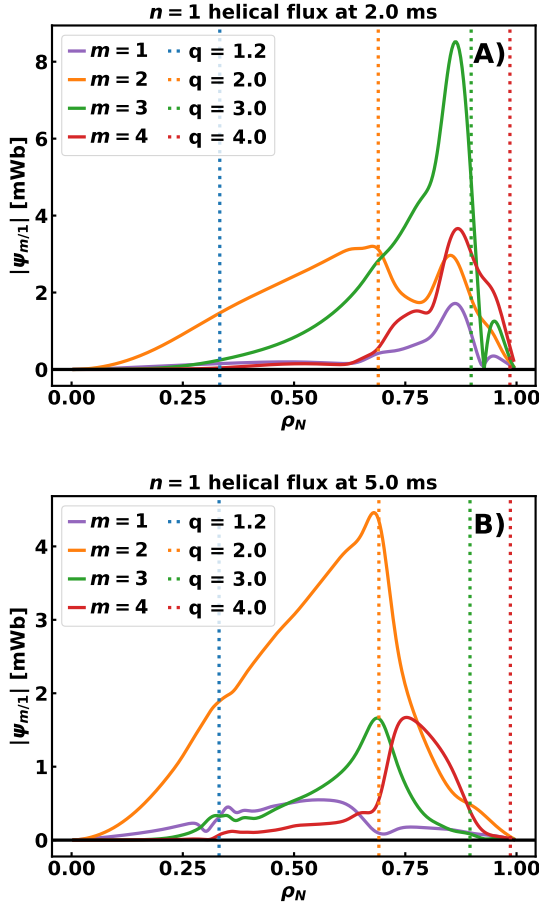 n = 1 helical flux at 2.0 ms
A)
m = 1 q = 1.2
m = 2 q = 2.0
m = 3 q = 3.0
m = 4 q = 4.0
|ψm/1| [mWb]
8
6
4
2
0
0.00 0.25 0.50 0.75 1.00
ρN
n = 1 helical flux at 5.0 ms
B)
m = 1 q = 1.2
m = 2 q = 2.0
m = 3 q = 3.0
m = 4 q = 4.0
|ψm/1| [mWb]
4
3
2
1
0
0.00 0.25 0.50 0.75 1.00
ρN